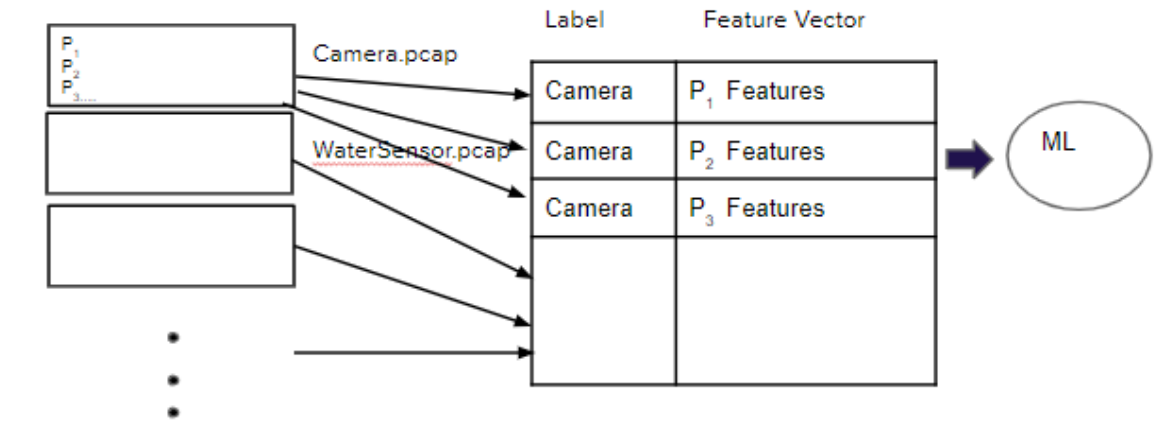 Label Feature Vector
P1
P2
P3....
Camera.pcap
Camera P1 Features
WaterSensor.pcap
Camera P2 Features
ML
Camera P3 Features